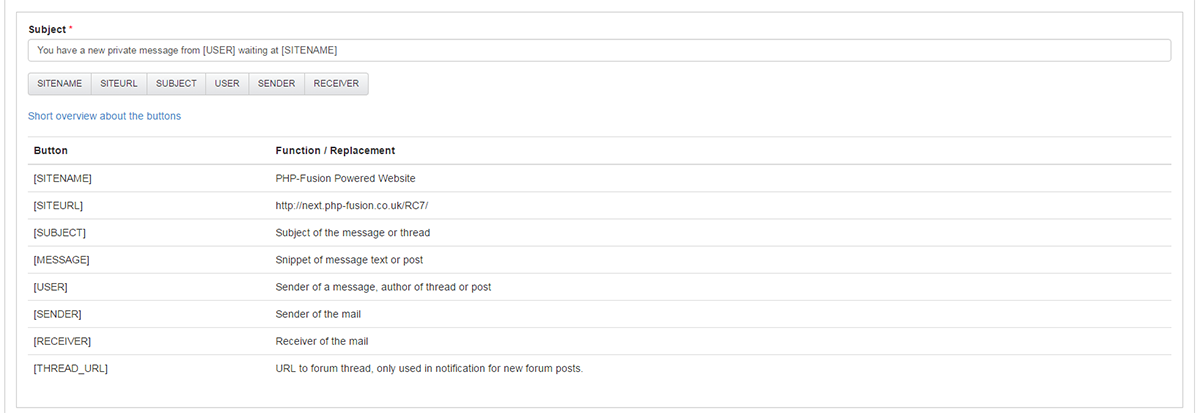 Subject *
You have a new private message from [USER] waiting at [SITENAME]
SITENAME SITEURL SUBJECT USER SENDER RECEIVER
Short overview about the buttons
Button Function / Replacement
[SITENAME] PHP-Fusion Powered Website
[SITEURL] http://next.php-fusion.co.uk/RC7/
[SUBJECT] Subject of the message or thread
[MESSAGE] Snippet of message text or post
[USER] Sender of a message, author of thread or post
[SENDER] Sender of the mail
[RECEIVER] Receiver of the mail
[THREAD_URL] URL to forum thread, only used in notification for new forum posts.